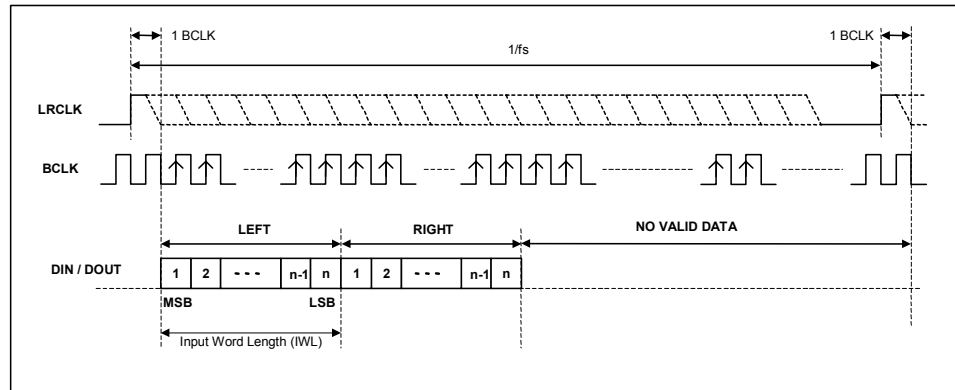 1 BCLK 1 BCLK
1/fs
LRCLK
BCLK
LEFT RIGHT NO VALID DATA
DIN / DOUT 1 2 - - - n-1 n 1 2 - - - n-1 n
MSB LSB
Input Word Length (IWL)